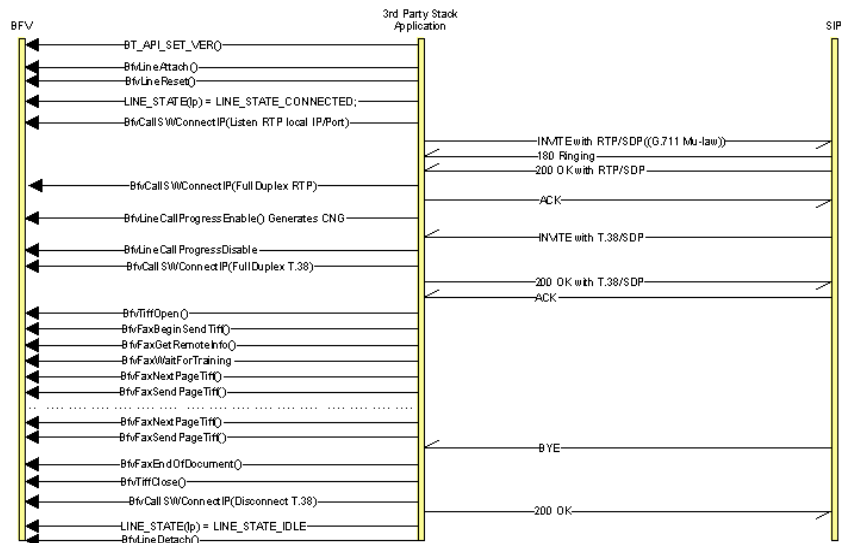 BFV
3rd Party Stack
Application
SIP
BT_API_SET_VER()
BfvLineAttach()
BfvLineReset()
LINE_STATE(lp) = LINE_STATE_CONNECTED;
BfvCallSWConnectIP(Listen RTP local IP/Port)
INVITE with RTP/SDP((G.711 Mu-law))
180 Ringing
200 OK with RTP/SDP
BfvCallSWConnectIP(Full Duplex RTP)
ACK
BfvLineCallProgressEnable() Generates CNG
INVITE with T.38/SDP
BfvLineCallProgressDisable
BfvCallSWConnectIP(Full Duplex T.38)
200 OK with T.38/SDP
ACK
BfvTiffOpen()
BfvFaxBeginSendTiff()
BfvFaxGetRemoteInfo()
BfvFaxWaitForTraining
BfvFaxNextPageTiff()
BfvFaxSendPageTiff()
BfvFaxNextPageTiff()
BfvFaxSendPageTiff()
BYE
BfvFaxEndOfDocument()
BfvTiffClose()
BfvCallSWConnectIP(Disconnect T.38)
200 OK
LINE_STATE(lp) = LINE_STATE_IDLE
BfvLineDetach()